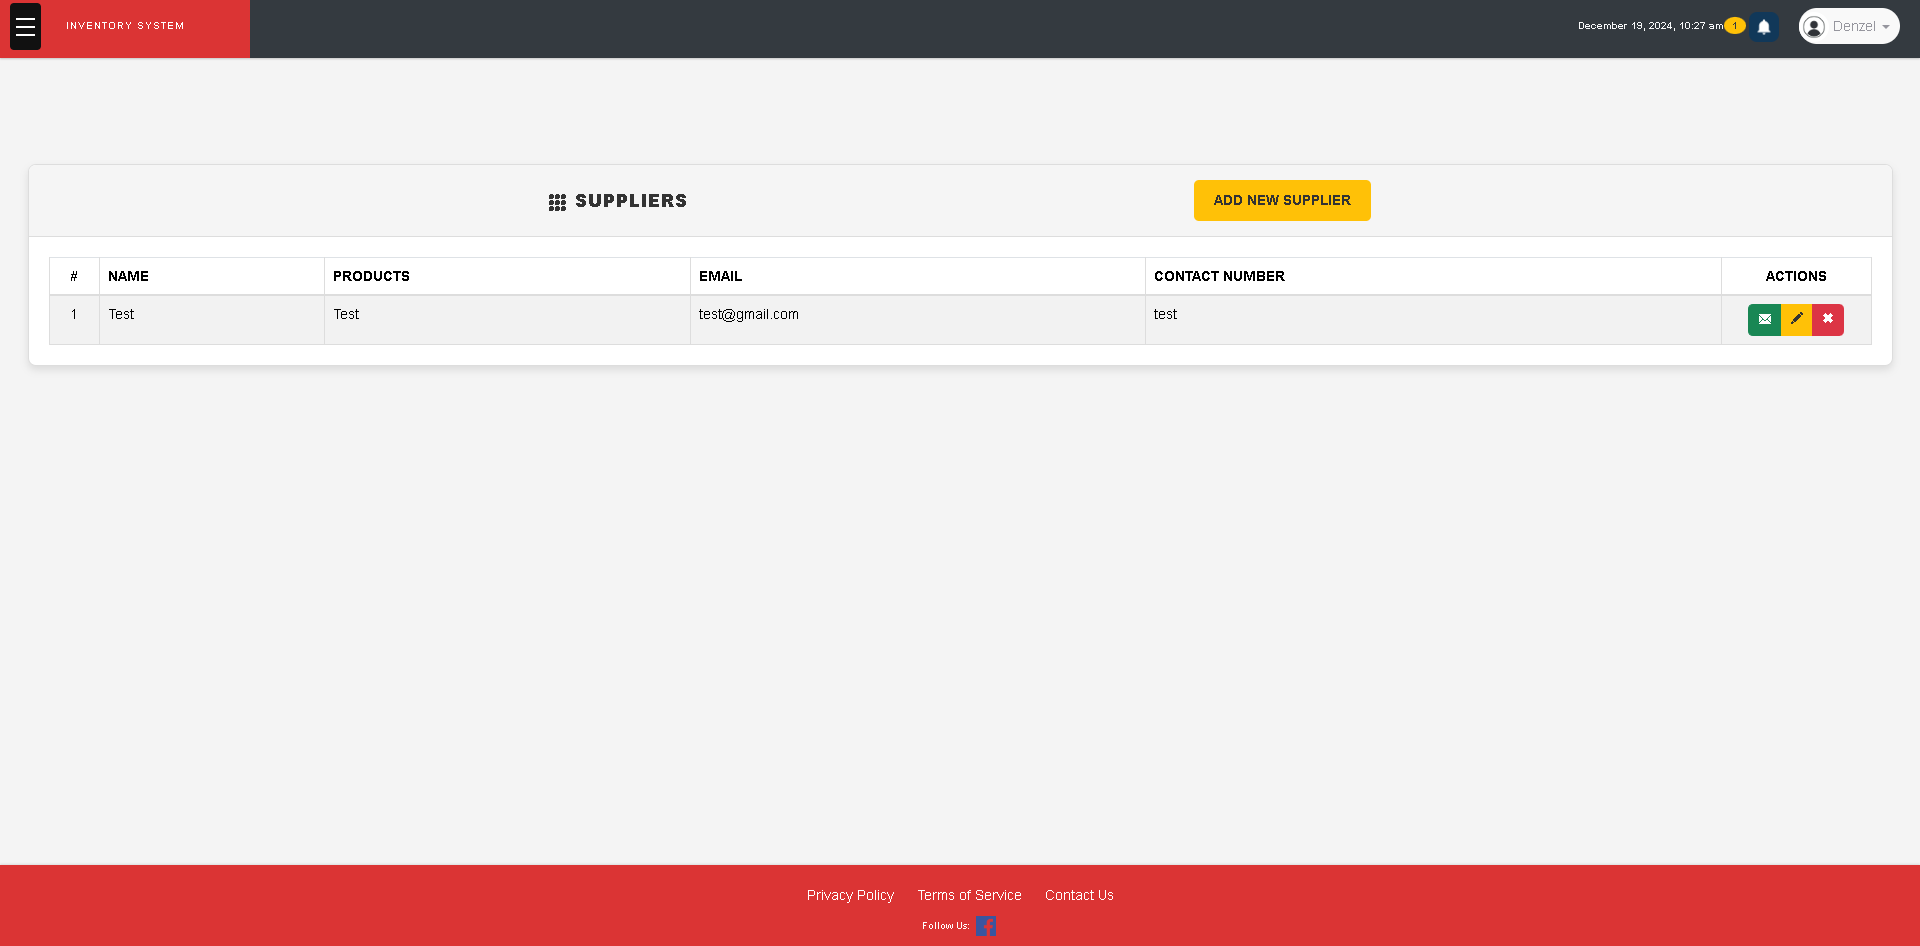 INVENTORY SYSTEM
December 19, 2024, 10:27 am 1
Denzel
SUPPLIERS
ADD NEW SUPPLIER
# NAME PRODUCTS EMAIL CONTACT NUMBER ACTIONS
1 Test Test test@gmail.com test
Privacy Policy Terms of Service Contact Us
Follow Us: